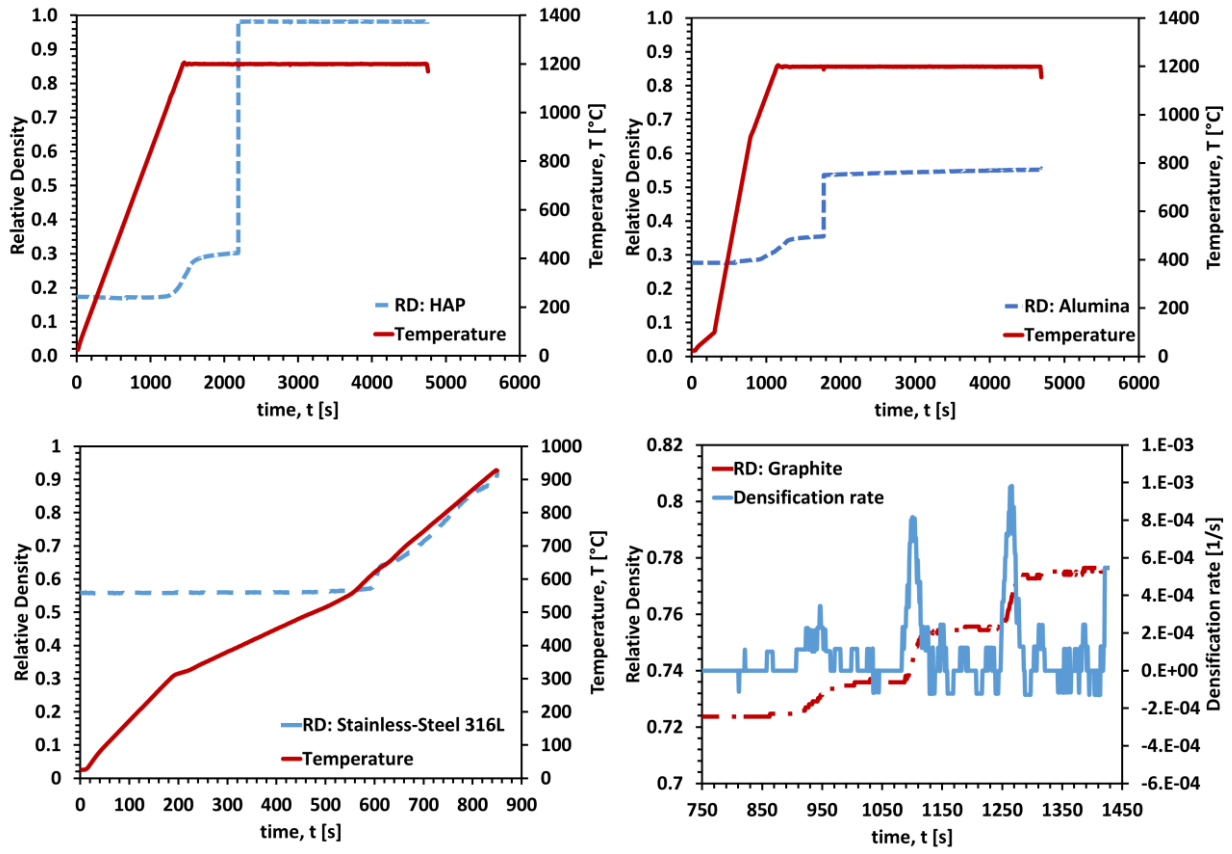 1.0
0.9
0.8
0.7
0.6
0.5
0.4
0.3
0.2
0.1
0.0
Relative Density
1400
1200
1000
800
600
400
200
0
Temperature, T [°C]
RD: HAP
Temperature
0 1000 2000 3000 4000 5000 6000
time, t [s]
1.0
0.9
0.8
0.7
0.6
0.5
0.4
0.3
0.2
0.1
0.0
Relative Density
1400
1200
1000
800
600
400
200
0
Temperature, T [°C]
RD: Alumina
Temperature
0 1000 2000 3000 4000 5000 6000
time, t [s]
1
0.9
0.8
0.7
0.6
0.5
0.4
0.3
0.2
0.1
0
Relative Density
1000
900
800
700
600
500
400
300
200
100
0
Temperature, T [°C]
RD: Stainless-Steel 316L
Temperature
0 100 200 300 400 500 600 700 800 900
time, t [s]
0.82
0.8
0.78
0.76
0.74
0.72
0.7
Relative Density
RD: Graphite
Densification rate
1.E-03
1.E-03
8.E-04
6.E-04
4.E-04
2.E-04
0.E+00
-2.E-04
-4.E-04
-6.E-04
Densification rate [1/s]
750 850 950 1050 1150 1250 1350 1450
time, t [s]